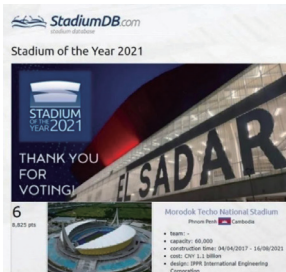 StadiumDB.com
stadium database
Stadium of the Year 2021
STADIUM
OF THE
YEAR 2021
THANK YOU
FOR
VOTING!
EL SADAR
6
6,825 pts
Morodok Techo National Stadium
Phnom Penh Cambodia
• team: -
• capacity: 60,000
• construction time: 04/04/2017 - 16/08/2021
• cost: CNY 1.1 billion
• design: IPPR International Engineering
Corporation